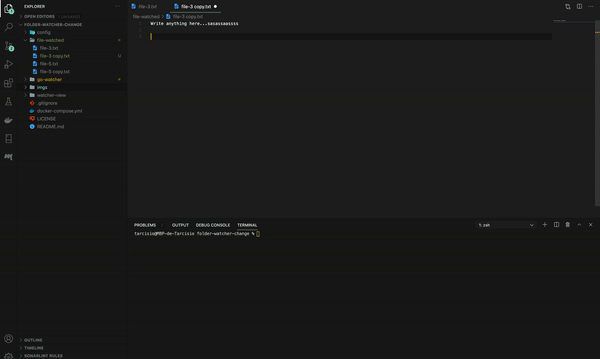 EXPLORER
OPEN EDITORS 1 unsaved
FOLDER-WATCHER-CHANGE
config
file-watched
file-3.txt
file-3 copy.txt U
file-5.txt
file-5 copy.txt
go-watcher
imgs
watcher-view
.gitignore
docker-compose.yml
LICENSE
README.md
OUTLINE
TIMELINE
SONARLINT RULES
file-3.txt file-3 copy.txt
file-watched > file-3 copy.txt
Write anything here...sasassaassss
PROBLEMS OUTPUT DEBUG CONSOLE TERMINAL
1: zsh
tarcisio@MBP-de-Tarcisio folder-watcher-change %